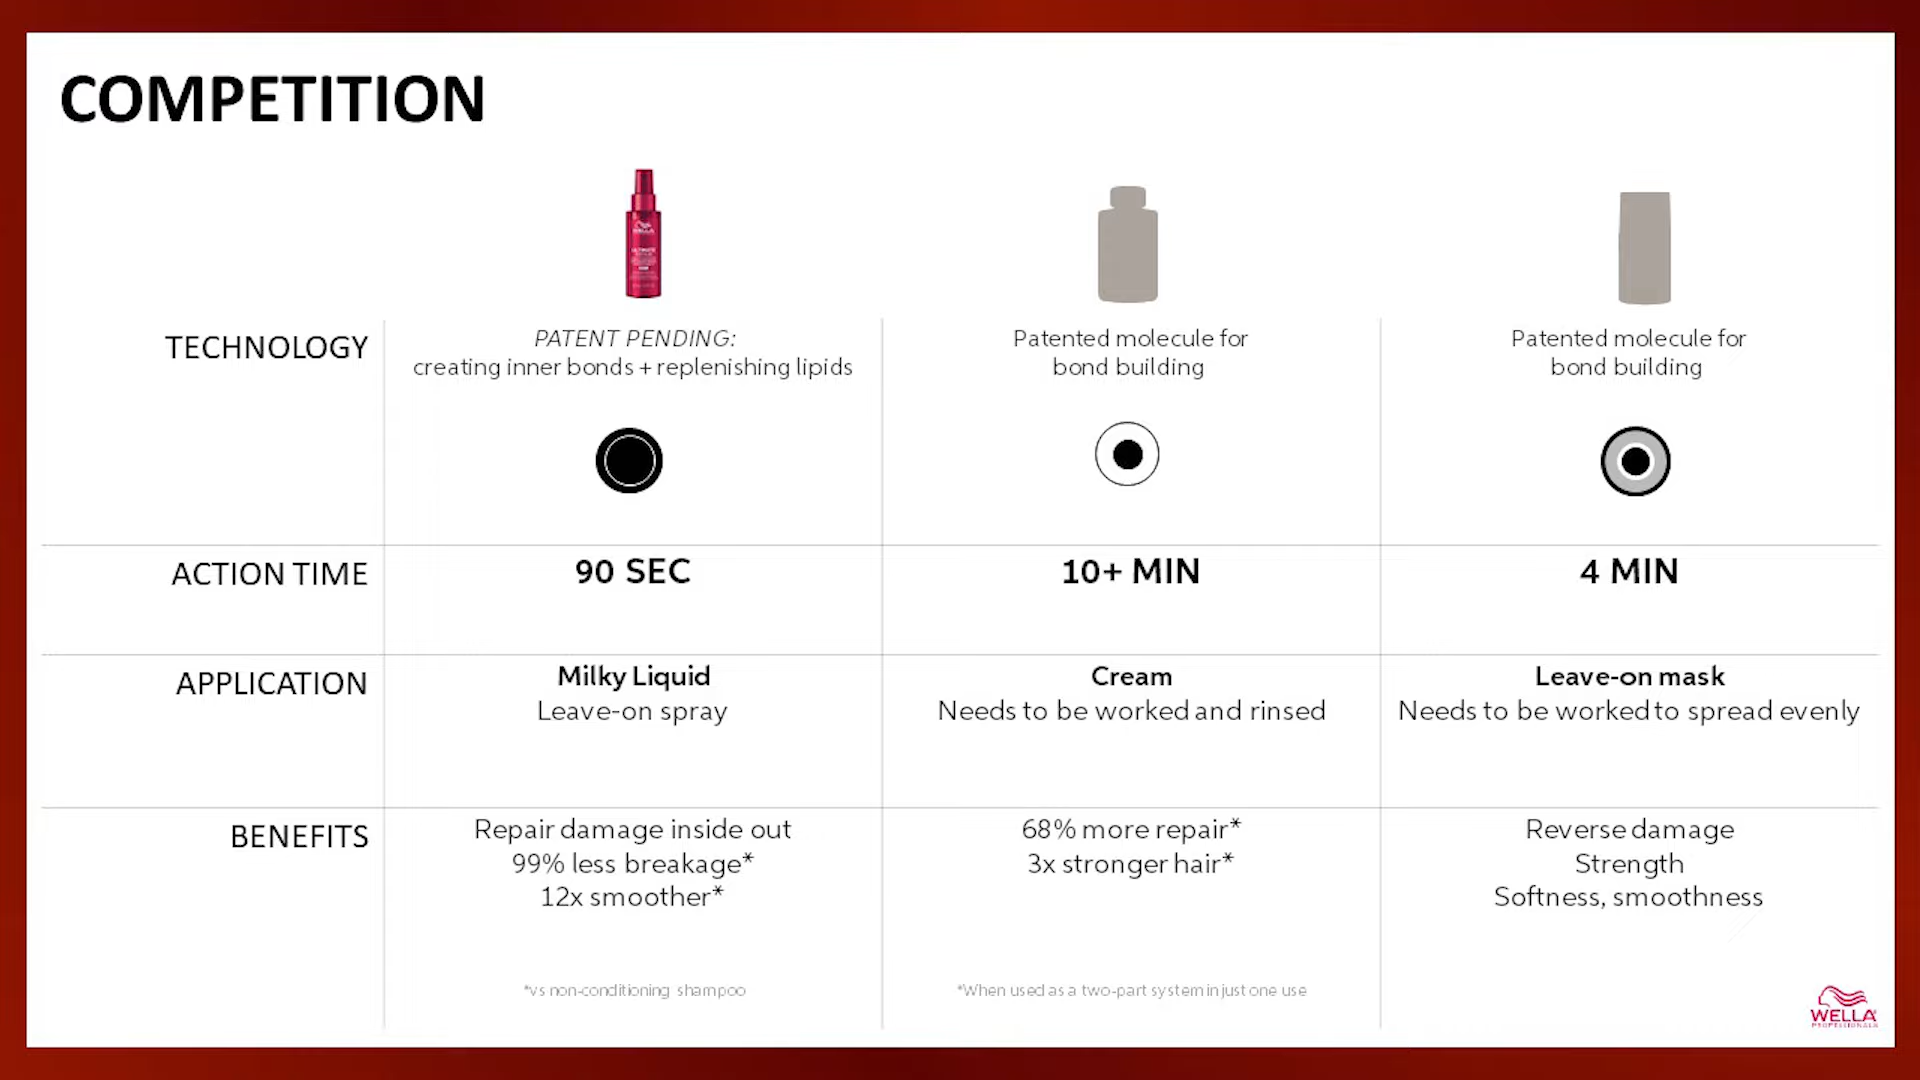 COMPETITION
WELLA
ULTIMATE
TECHNOLOGY
PATENT PENDING:
creating inner bonds + replenishing lipids
Patented molecule for
bond building
Patented molecule for
bond building
ACTION TIME
90 SEC
10+ MIN
4 MIN
APPLICATION
Milky Liquid
Leave-on spray
Cream
Needs to be worked and rinsed
Leave-on mask
Needs to be worked to spread evenly
BENEFITS
Repair damage inside out
99% less breakage*
12x smoother*
68% more repair*
3x stronger hair*
Reverse damage
Strength
Softness, smoothness
*vs non-conditioning shampoo
*When used as a two-part system in just one use
WELLA
PROFESSIONALS